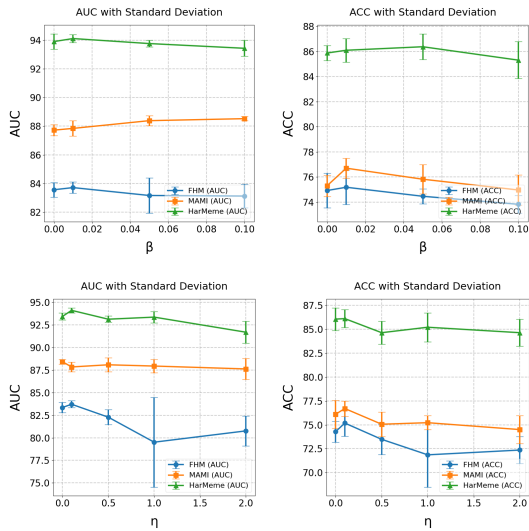 AUC with Standard Deviation
94
92
90
88
86
84
82
AUC
0.00
0.02
0.04
0.06
0.08
0.10
β
FHM (AUC)
MAMI (AUC)
HarMeme (AUC)
ACC with Standard Deviation
88
86
84
82
80
78
76
74
ACC
0.00
0.02
0.04
0.06
0.08
0.10
β
FHM (ACC)
MAMI (ACC)
HarMeme (ACC)
AUC with Standard Deviation
95.0
92.5
90.0
87.5
85.0
82.5
80.0
77.5
75.0
AUC
0.0
0.5
1.0
1.5
2.0
η
FHM (AUC)
MAMI (AUC)
HarMeme (AUC)
ACC with Standard Deviation
87.5
85.0
82.5
80.0
77.5
75.0
72.5
70.0
ACC
0.0
0.5
1.0
1.5
2.0
η
FHM (ACC)
MAMI (ACC)
HarMeme (ACC)